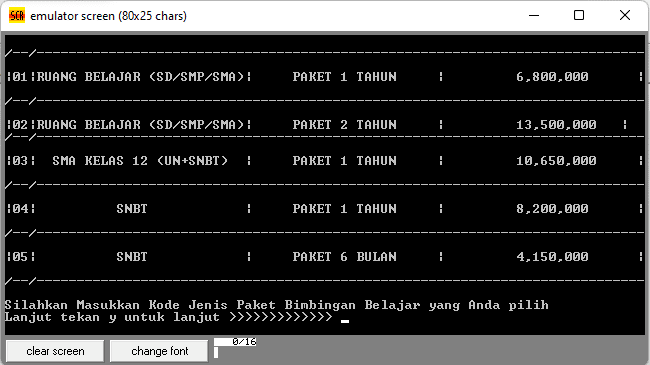 SCR emulator screen (80x25 chars)
/--/---------------------------------------------------------------------------
¦01¦RUANG BELAJAR (SD/SMP/SMA)¦ PAKET 1 TAHUN ¦ 6,800,000 ¦
/--/---------------------------------------------------------------------------
¦02¦RUANG BELAJAR (SD/SMP/SMA)¦ PAKET 2 TAHUN ¦ 13,500,000 ¦
/--/---------------------------------------------------------------------------
¦03¦ SMA KELAS 12 (UN+SNBT) ¦ PAKET 1 TAHUN ¦ 10,650,000 ¦
/--/---------------------------------------------------------------------------
¦04¦ SNBT ¦ PAKET 1 TAHUN ¦ 8,200,000 ¦
/--/---------------------------------------------------------------------------
¦05¦ SNBT ¦ PAKET 6 BULAN ¦ 4,150,000 ¦
/--/---------------------------------------------------------------------------
Silahkan Masukkan Kode Jenis Paket Bimbingan Belajar yang Anda pilih
Lanjut tekan y untuk lanjut >>>>>>>>>>>>> _
clear screen change font 0/16